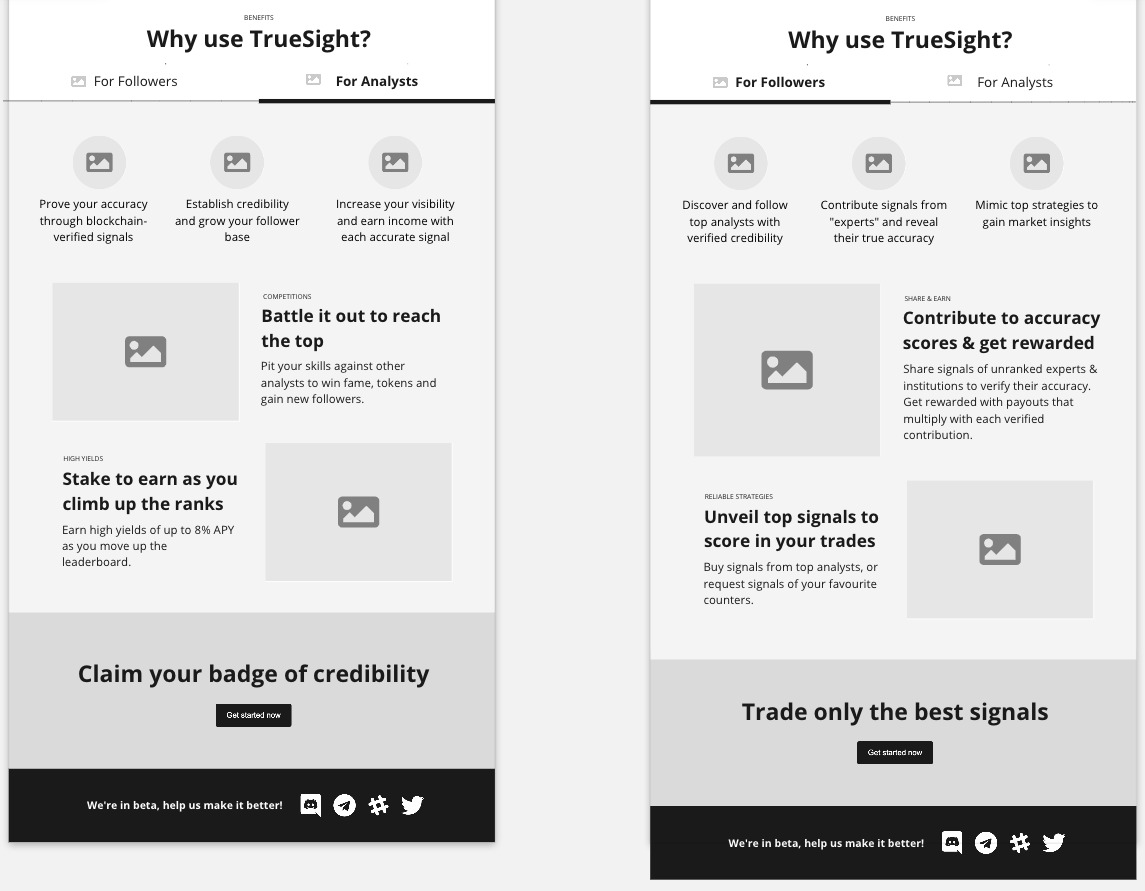 BENEFITS
Why use TrueSight?
For Followers
For Analysts
Prove your accuracy
through blockchain-
verified signals
Establish credibility
and grow your follower
base
Increase your visibility
and earn income with
each accurate signal
COMPETITIONS
Battle it out to reach
the top
Pit your skills against other
analysts to win fame, tokens and
gain new followers.
HIGH YIELDS
Stake to earn as you
climb up the ranks
Earn high yields of up to 8% APY
as you move up the
leaderboard.
Claim your badge of credibility
Get started now
We're in beta, help us make it better!
BENEFITS
Why use TrueSight?
For Followers
For Analysts
Discover and follow
top analysts with
verified credibility
Contribute signals from
"experts" and reveal
their true accuracy
Mimic top strategies to
gain market insights
SHARE & EARN
Contribute to accuracy
scores & get rewarded
Share signals of unranked experts &
institutions to verify their accuracy.
Get rewarded with payouts that
multiply with each verified
contribution.
RELIABLE STRATEGIES
Unveil top signals to
score in your trades
Buy signals from top analysts, or
request signals of your favourite
counters.
Trade only the best signals
Get started now
We're in beta, help us make it better!